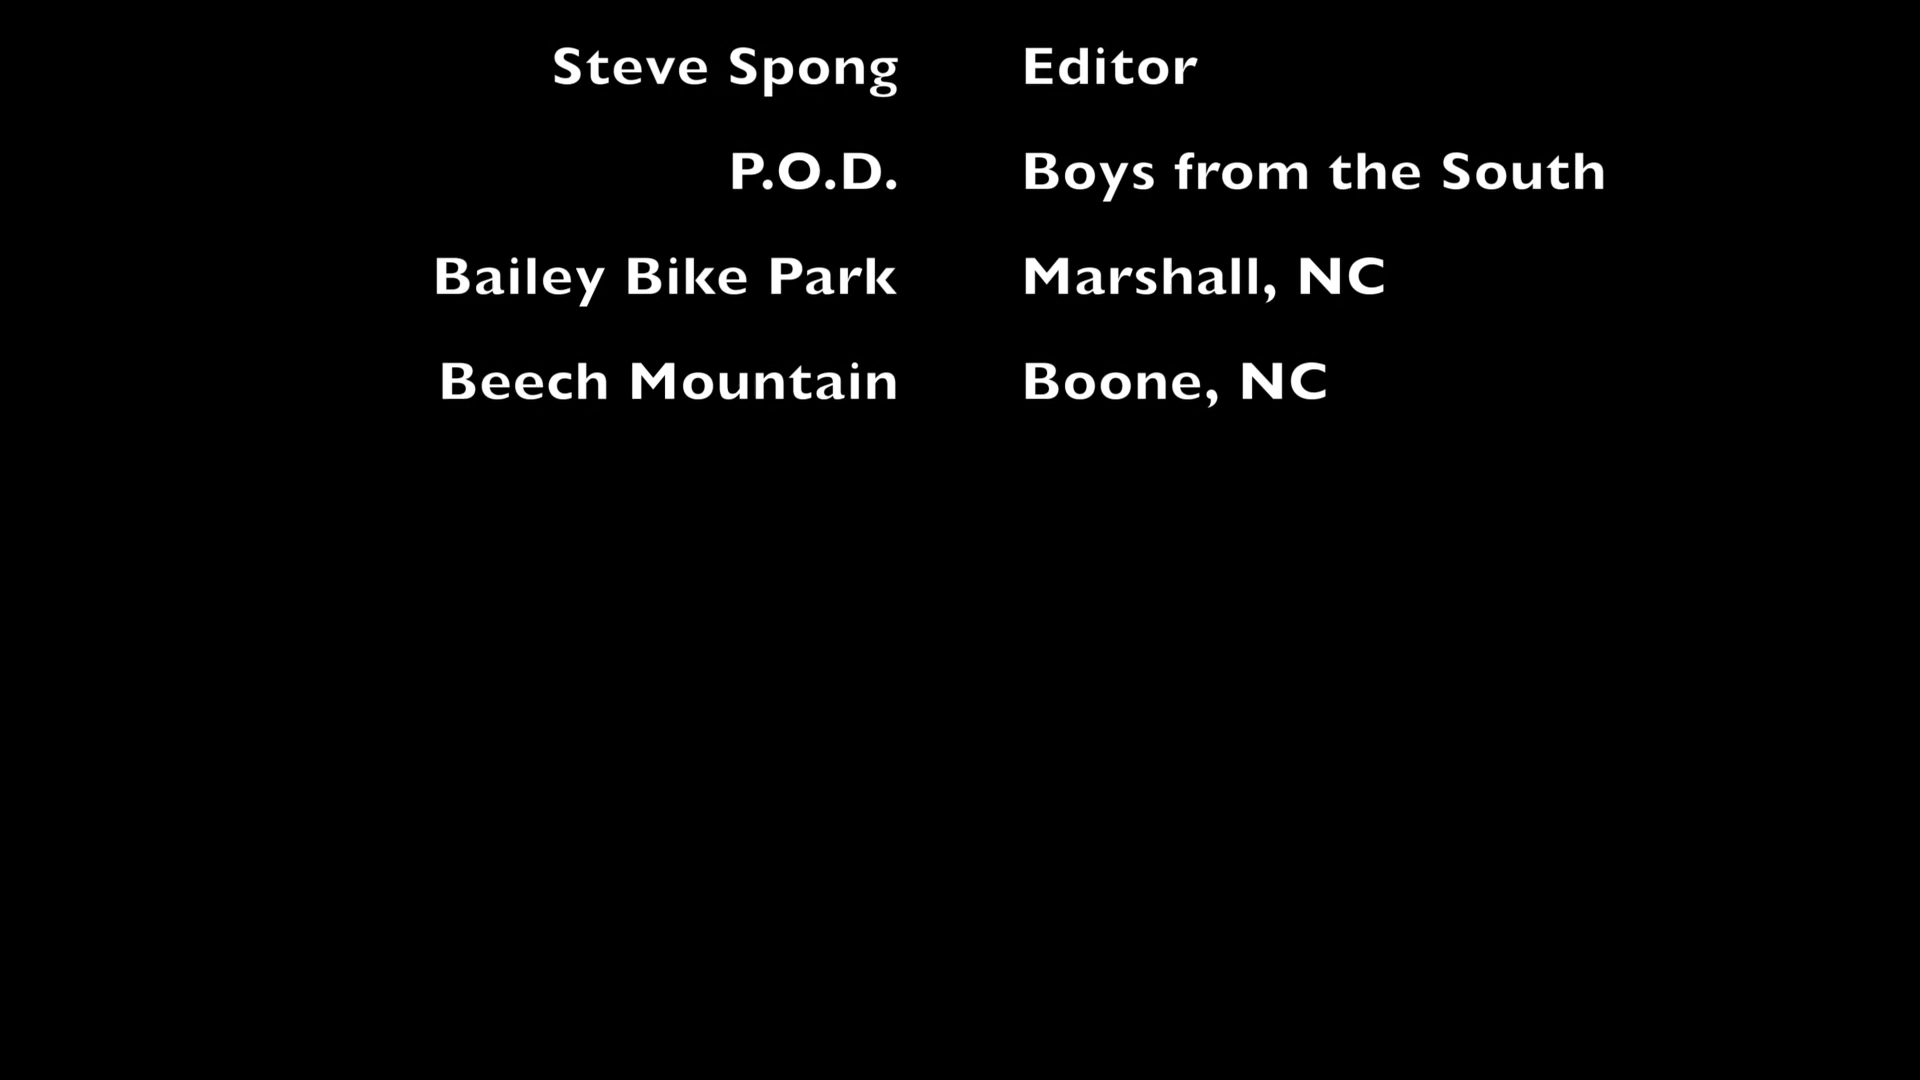 Steve Spong Editor
P.O.D. Boys from the South
Bailey Bike Park Marshall, NC
Beech Mountain Boone, NC